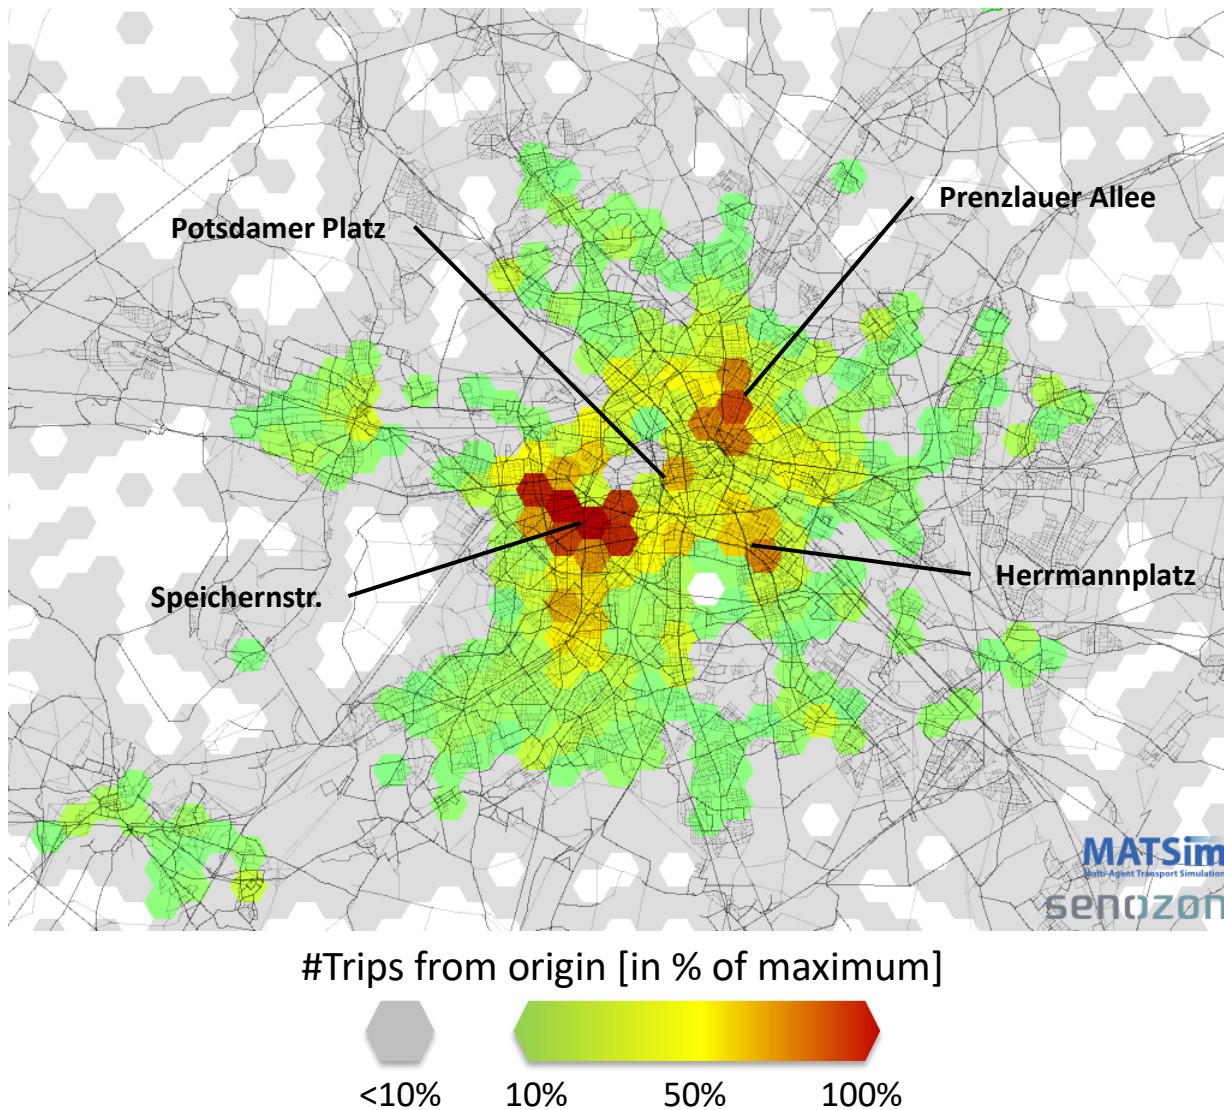 Prenzlauer Allee
Potsdamer Platz
Herrmannplatz
Speichernstr.
MATSim
Multi-Agent Transport Simulation
senozon
#Trips from origin [in % of maximum]
<10% 10% 50% 100%